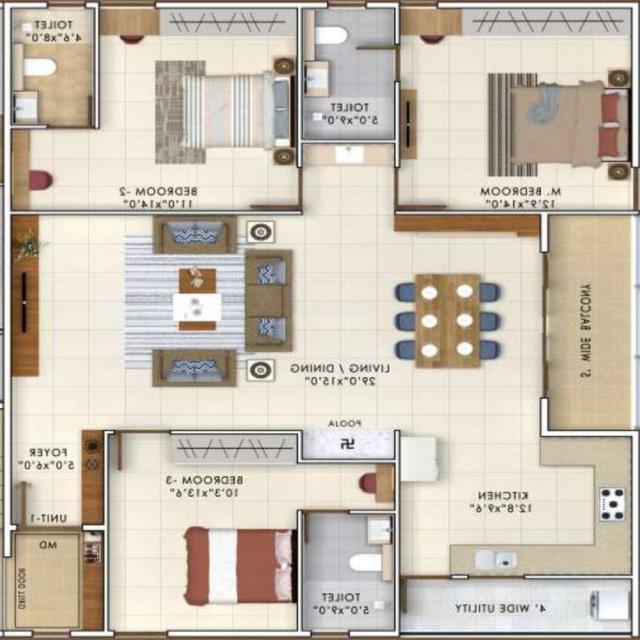 TOILET
4'6"x8'0"
TOILET
5'0"x9'0"
BEDROOM -2
11'0"x14'0"
M. BEDROOM
12'9"x14'0"
5' WIDE BALCONY
LIVING / DINING
29'0"x15'0"
POOJA
卐
FOYER
5'0"x6'0"
UNIT-1
MD
GRILL DOOR
BEDROOM -3
10'3"x13'6"
KITCHEN
12'8"x9'6"
TOILET
5'0"x9'0"
4' WIDE UTILITY